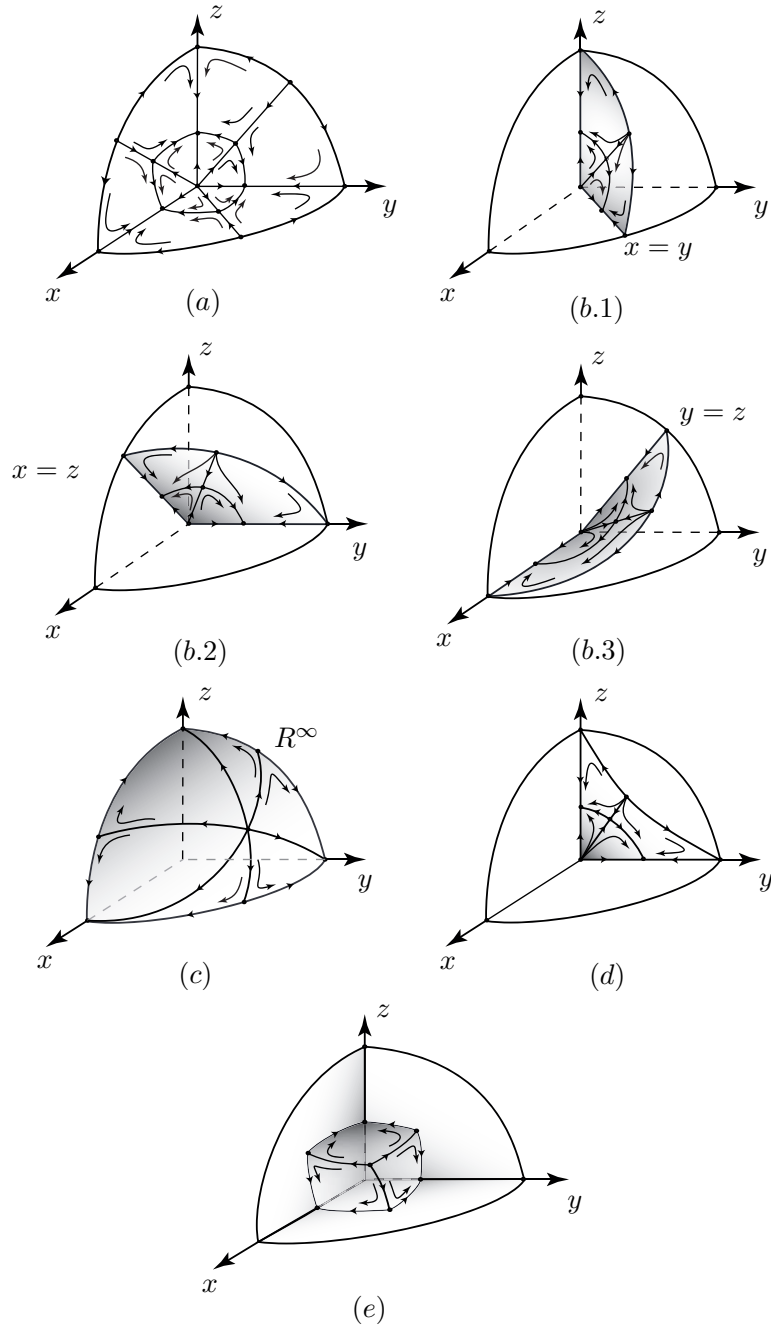 z
z
y
y
x = y
x
x
(a)
(b.1)
z
z
y = z
x = z
y
y
x
x
(b.2)
(b.3)
z
z
R^∞
y
y
x
x
(c)
(d)
z
y
x
(e)